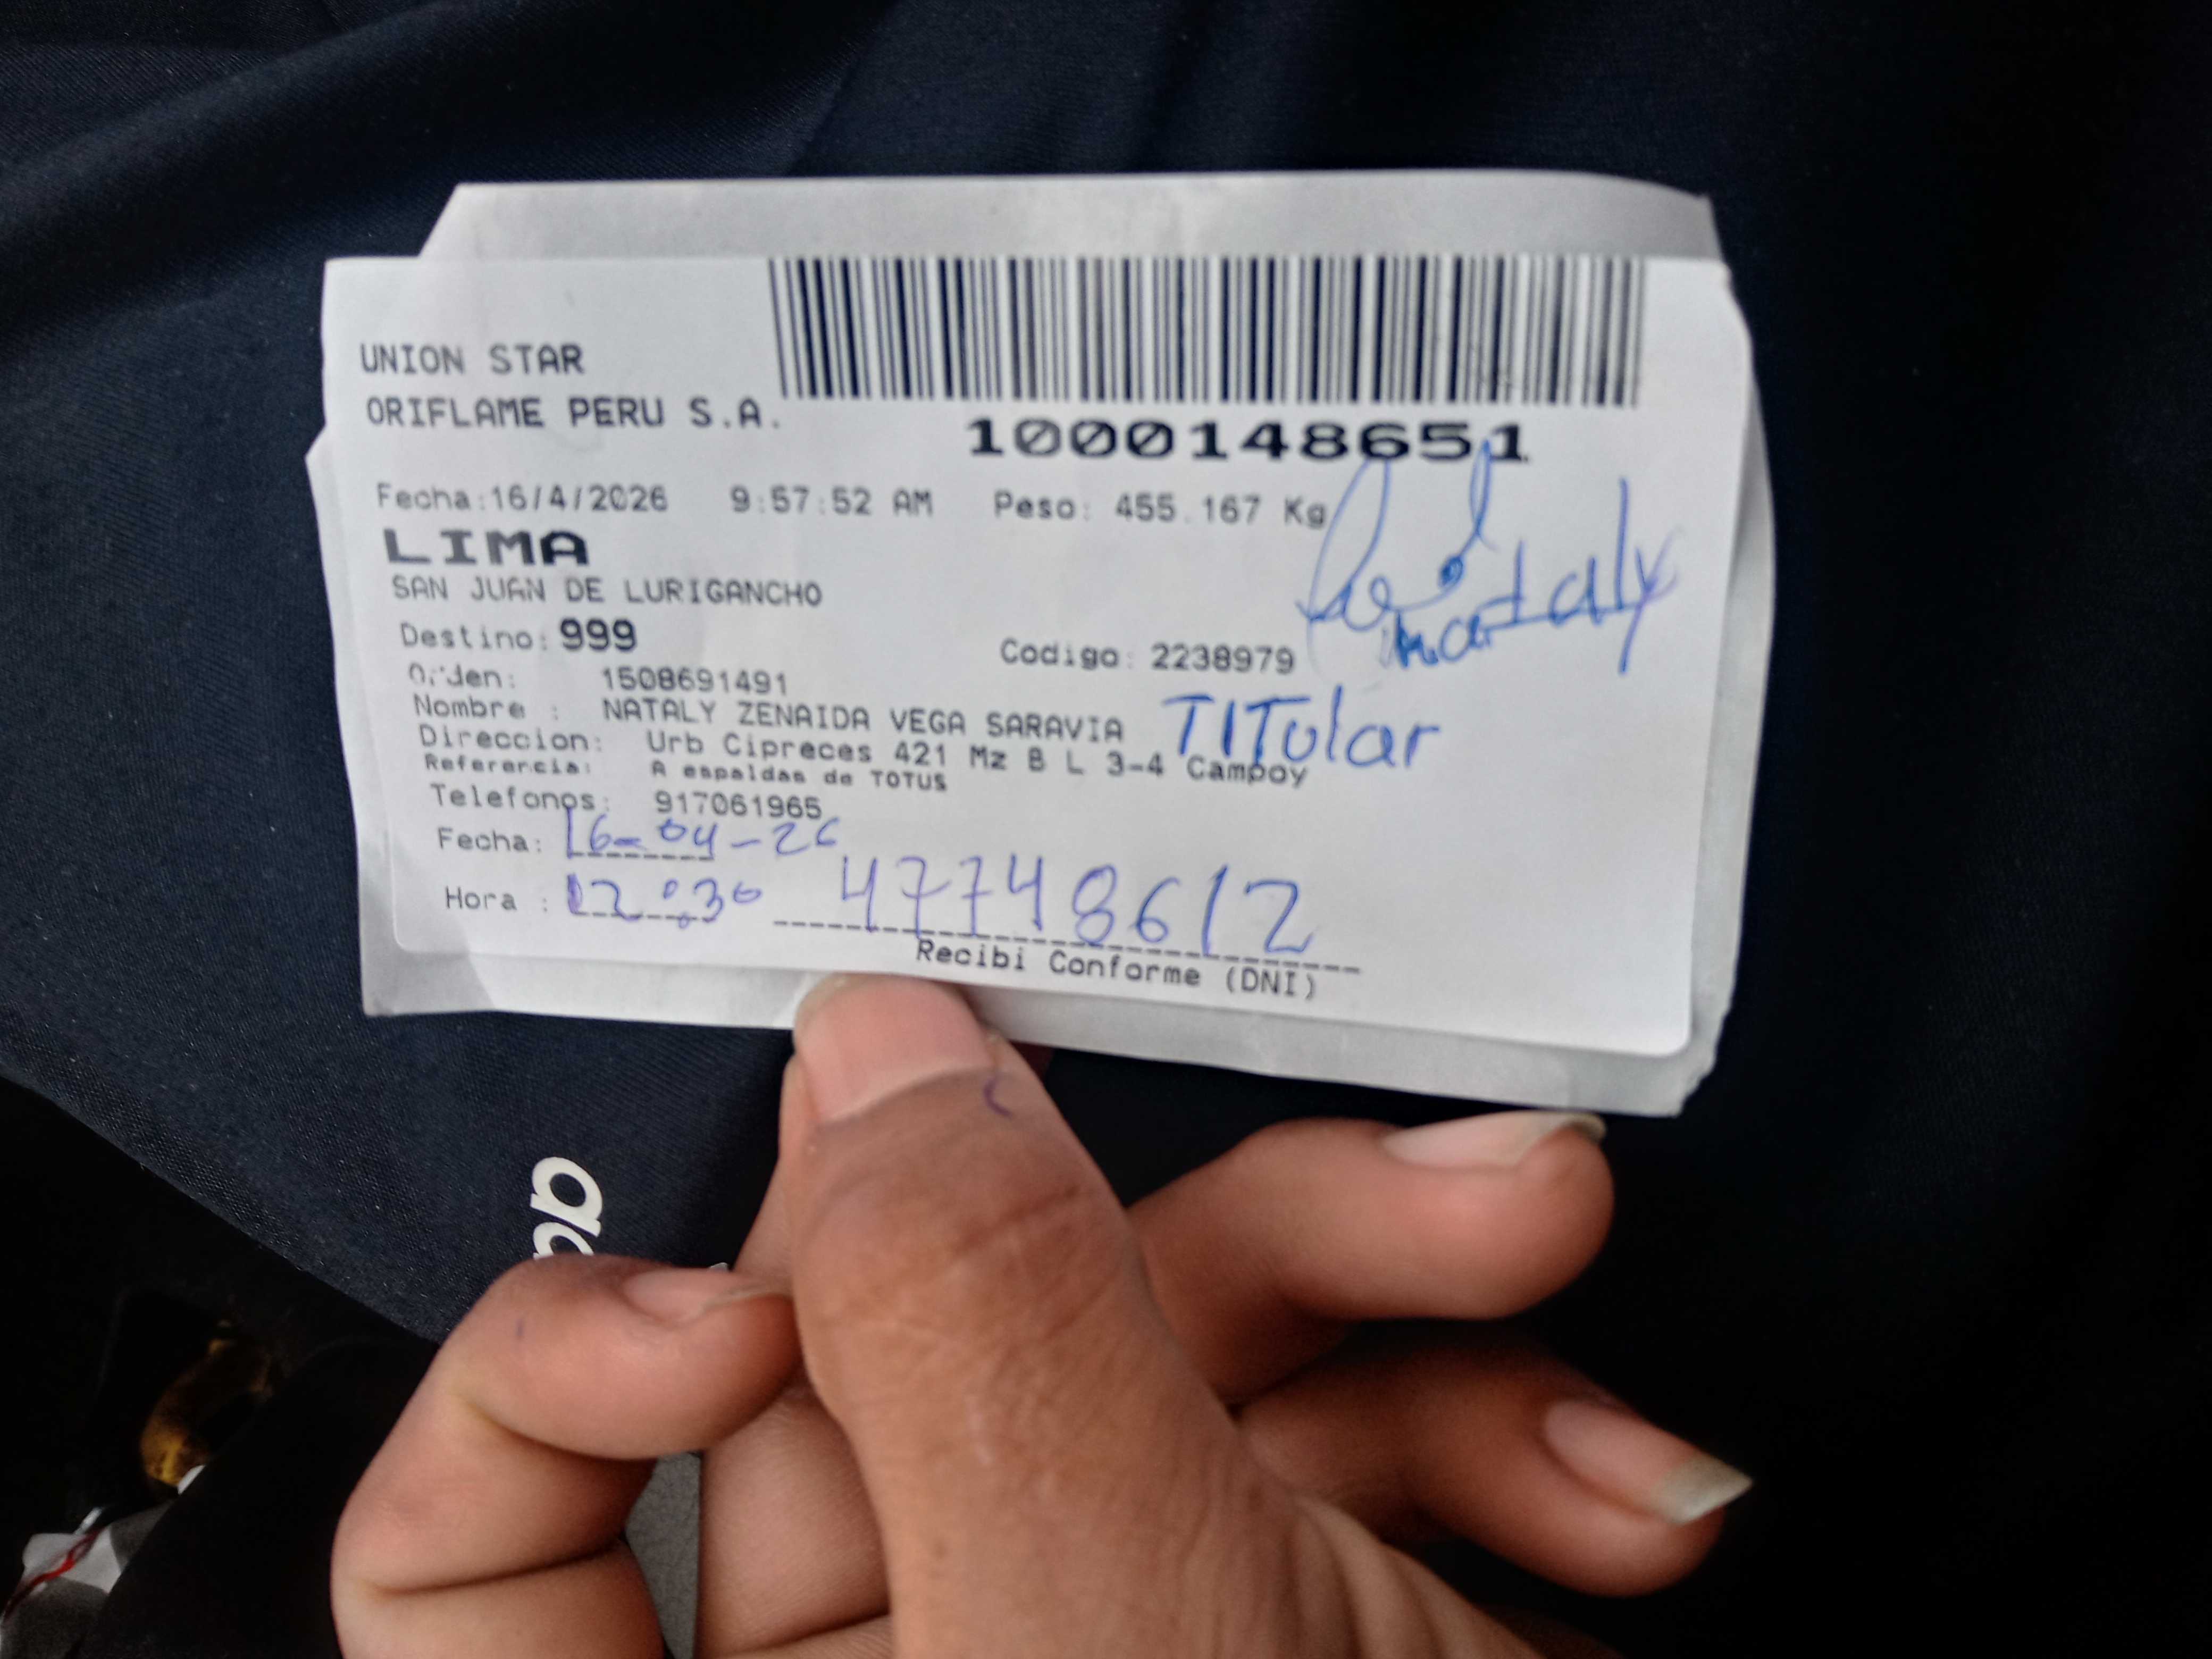 UNION STAR
ORIFLAME PERU S.A.
1000148651
Fecha:16/4/2026 9:57:52 AM Peso: 455.167 Kg
LIMA
SAN JUAN DE LURIGANCHO
Nataly
Destino: 999 Codigo: 2238979
Orden: 1508691491
Nombre : NATALY ZENAIDA VEGA SARAVIA TITular
Direccion: Urb Cipreces 421 Mz B L 3-4 Campoy
Referencia: A espaldas de TOTUS
Telefonos: 917061965
Fecha: 16-04-26
Hora : 12:30 47748612
Recibi Conforme (DNI)